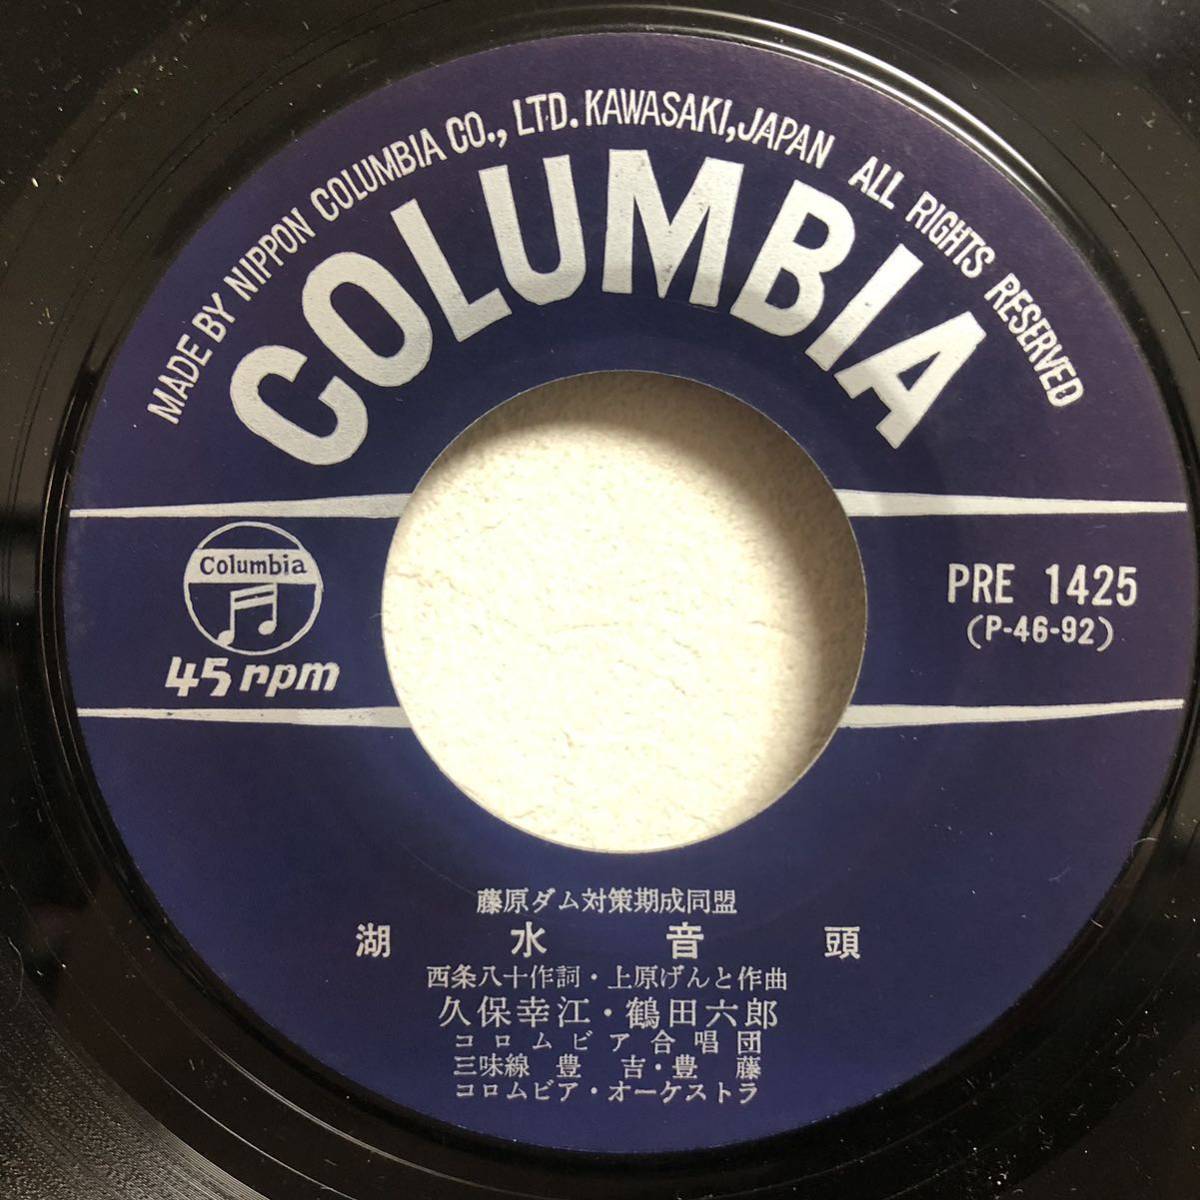 MADE BY NIPPON COLUMBIA CO., LTD. KAWASAKI, JAPAN ALL RIGHTS RESERVED
COLUMBIA
Columbia
45 rpm
PRE 1425
(P-46-92)
藤原ダム対策期成同盟
湖水音頭
西条八十作詞・上原げんと作曲
久保幸江・鶴田六郎
コロムビア合唱団
三味線 豊吉・豊藤
コロムビア・オーケストラ